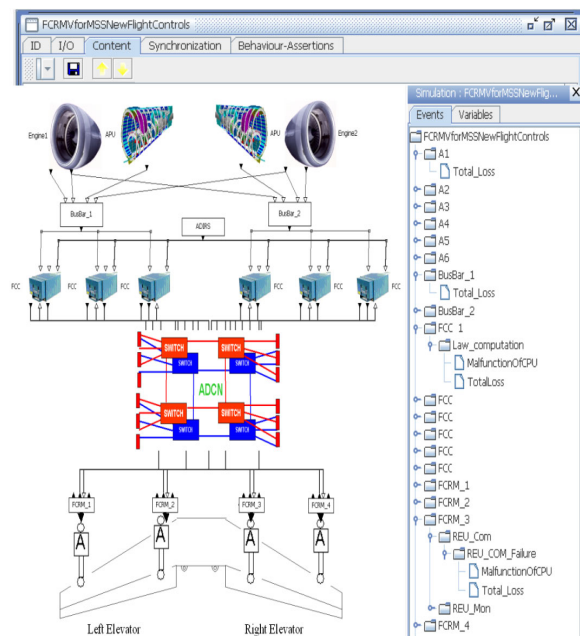 FCRMVforMSSNewFlightControls
ID I/O Content Synchronization Behaviour-Assertions
Simulation : FCRMVforMSSNewFlig...
Events Variables
FCRMVforMSSNewFlightControls
A1
Total_Loss
A2
A3
A4
A5
A6
BusBar_1
Total_Loss
BusBar_2
FCC 1
Law_computation
MalfunctionOfCPU
TotalLoss
FCC
FCC
FCC
FCC
FCC
FCRM_1
FCRM_2
FCRM_3
REU_Com
REU_COM_Failure
MalfunctionOfCPU
Total_Loss
REU_Mon
FCRM_4
Engine1 APU APU Engine2
BusBar_1 BusBar_2
ADIRS
FCC FCC FCC FCC FCC FCC
SWITCH SWITCH
SWITCH SWITCH
ADCN
SWITCH SWITCH
SWITCH SWITCH
FCRM_1 FCRM_2 FCRM_3 FCRM_4
A A A A
Left Elevator Right Elevator